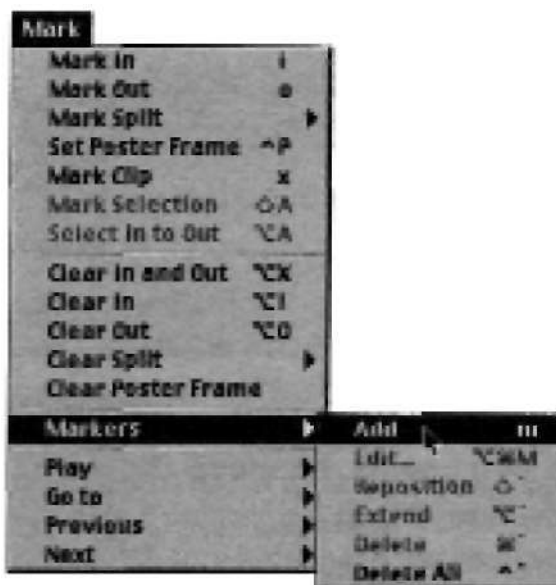 Mark
Mark In i
Mark Out o
Mark Split
Set Poster Frame ^P
Mark Clip x
Mark Selection ⇧A
Select In to Out ⌥A
Clear In and Out ⌥X
Clear In ⌥I
Clear Out ⌥O
Clear Split
Clear Poster Frame
Markers
Add m
Edit... ⌥⌘M
Reposition ⇧`
Extend ⌥`
Delete ⌘`
Delete All ^`
Play
Go to
Previous
Next